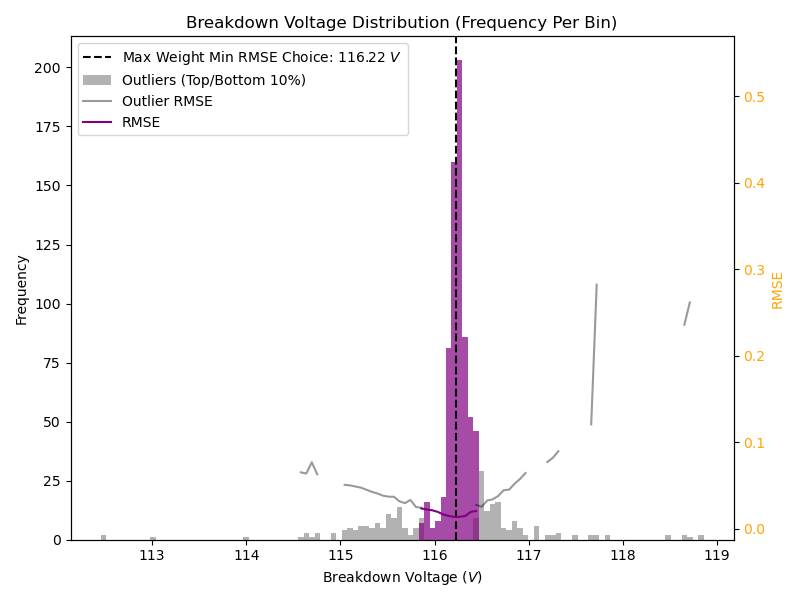 Breakdown Voltage Distribution (Frequency Per Bin)
Max Weight Min RMSE Choice: 116.22 V
Outliers (Top/Bottom 10%)
Outlier RMSE
RMSE
Frequency
200
175
150
125
100
75
50
25
0
0.5
0.4
0.3
0.2
0.1
0.0
RMSE
113 114 115 116 117 118 119
Breakdown Voltage (V)